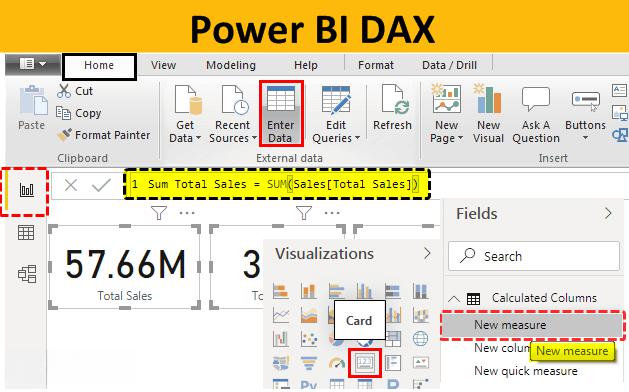 Power BI DAX
Home View Modeling Help Format Data / Drill
Paste
Cut
Copy
Format Painter
Clipboard
Get Data
Recent Sources
Enter Data
Edit Queries
Refresh
External data
New Page
New Visual
Ask A Question
Buttons
Insert
1 Sum Total Sales = SUM(Sales[Total Sales])
57.66M
Total Sales
3
Visualizations
Card
123
Py
Fields
Search
Calculated Columns
New measure
New colum
New measure
New quick measure